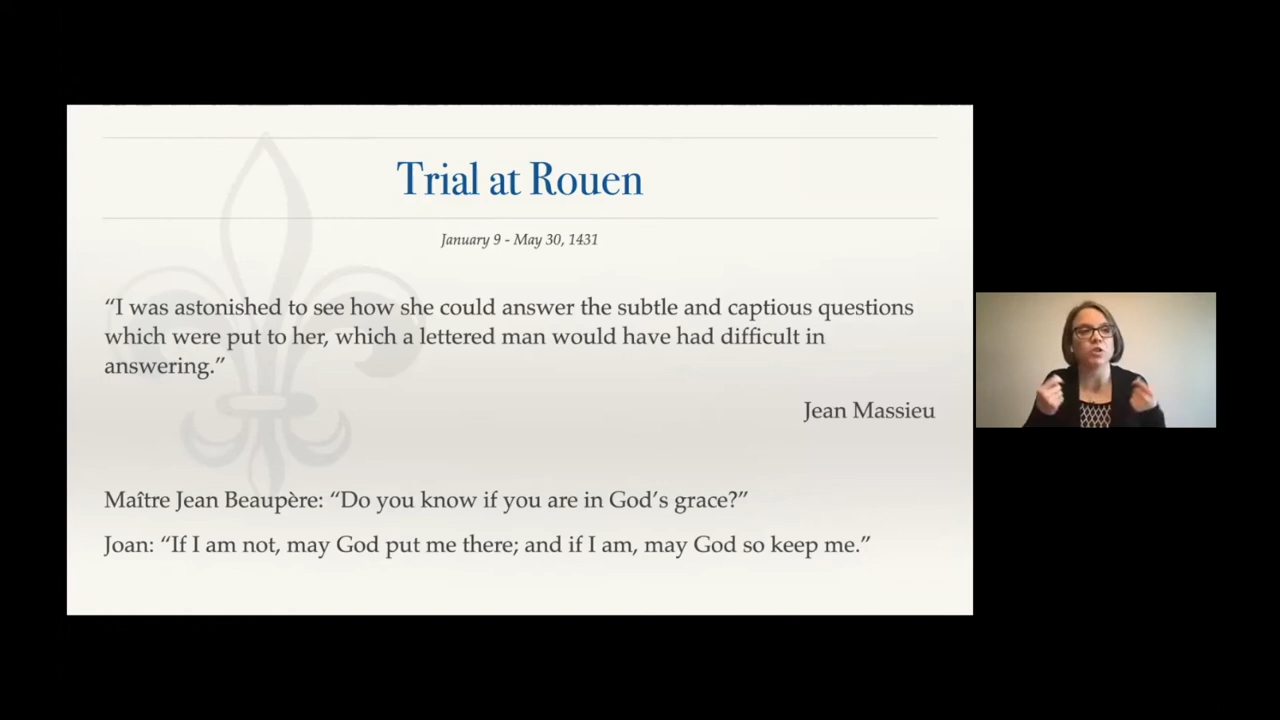 Trial at Rouen
January 9 - May 30, 1431
“I was astonished to see how she could answer the subtle and captious questions
which were put to her, which a lettered man would have had difficult in
answering.”
Jean Massieu
Maître Jean Beaupère: “Do you know if you are in God’s grace?”
Joan: “If I am not, may God put me there; and if I am, may God so keep me.”